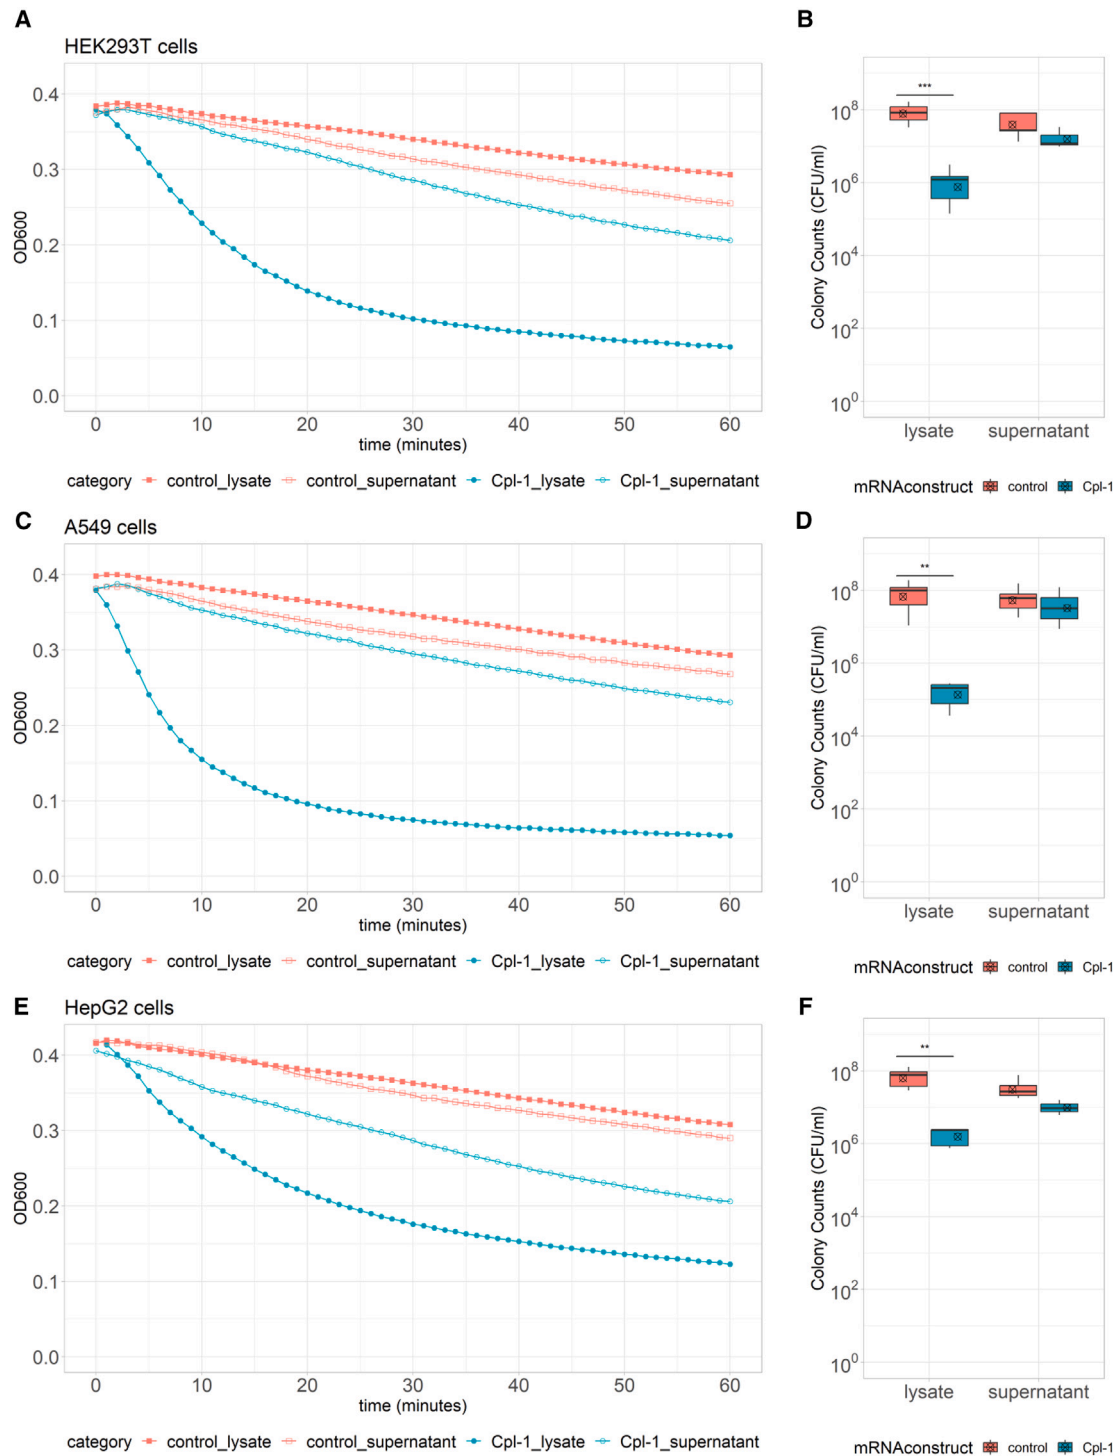 A
HEK293T cells
OD600
0.4
0.3
0.2
0.1
0.0
0 10 20 30 40 50 60
time (minutes)
category control_lysate control_supernatant Cpl-1_lysate Cpl-1_supernatant
B
Colony Counts (CFU/ml)
10^8
10^6
10^4
10^2
10^0
***
lysate supernatant
mRNAconstruct control Cpl-1
C
A549 cells
OD600
0.4
0.3
0.2
0.1
0.0
0 10 20 30 40 50 60
time (minutes)
category control_lysate control_supernatant Cpl-1_lysate Cpl-1_supernatant
D
Colony Counts (CFU/ml)
10^8
10^6
10^4
10^2
10^0
**
lysate supernatant
mRNAconstruct control Cpl-1
E
HepG2 cells
OD600
0.4
0.3
0.2
0.1
0.0
0 10 20 30 40 50 60
time (minutes)
category control_lysate control_supernatant Cpl-1_lysate Cpl-1_supernatant
F
Colony Counts (CFU/ml)
10^8
10^6
10^4
10^2
10^0
**
lysate supernatant
mRNAconstruct control Cpl-1